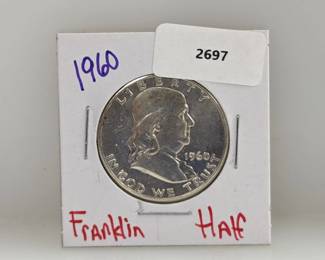 2697
1960
LIBERTY
1960
IN GOD WE TRUST
Franklin Half